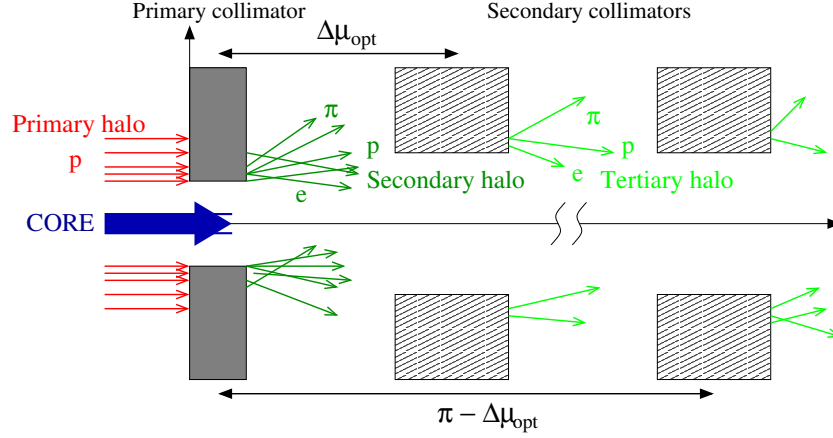 Primary collimator
Secondary collimators
Δμopt
Primary halo
π
p
p
π
p
e
Secondary halo
e
Tertiary halo
CORE
π − Δμopt